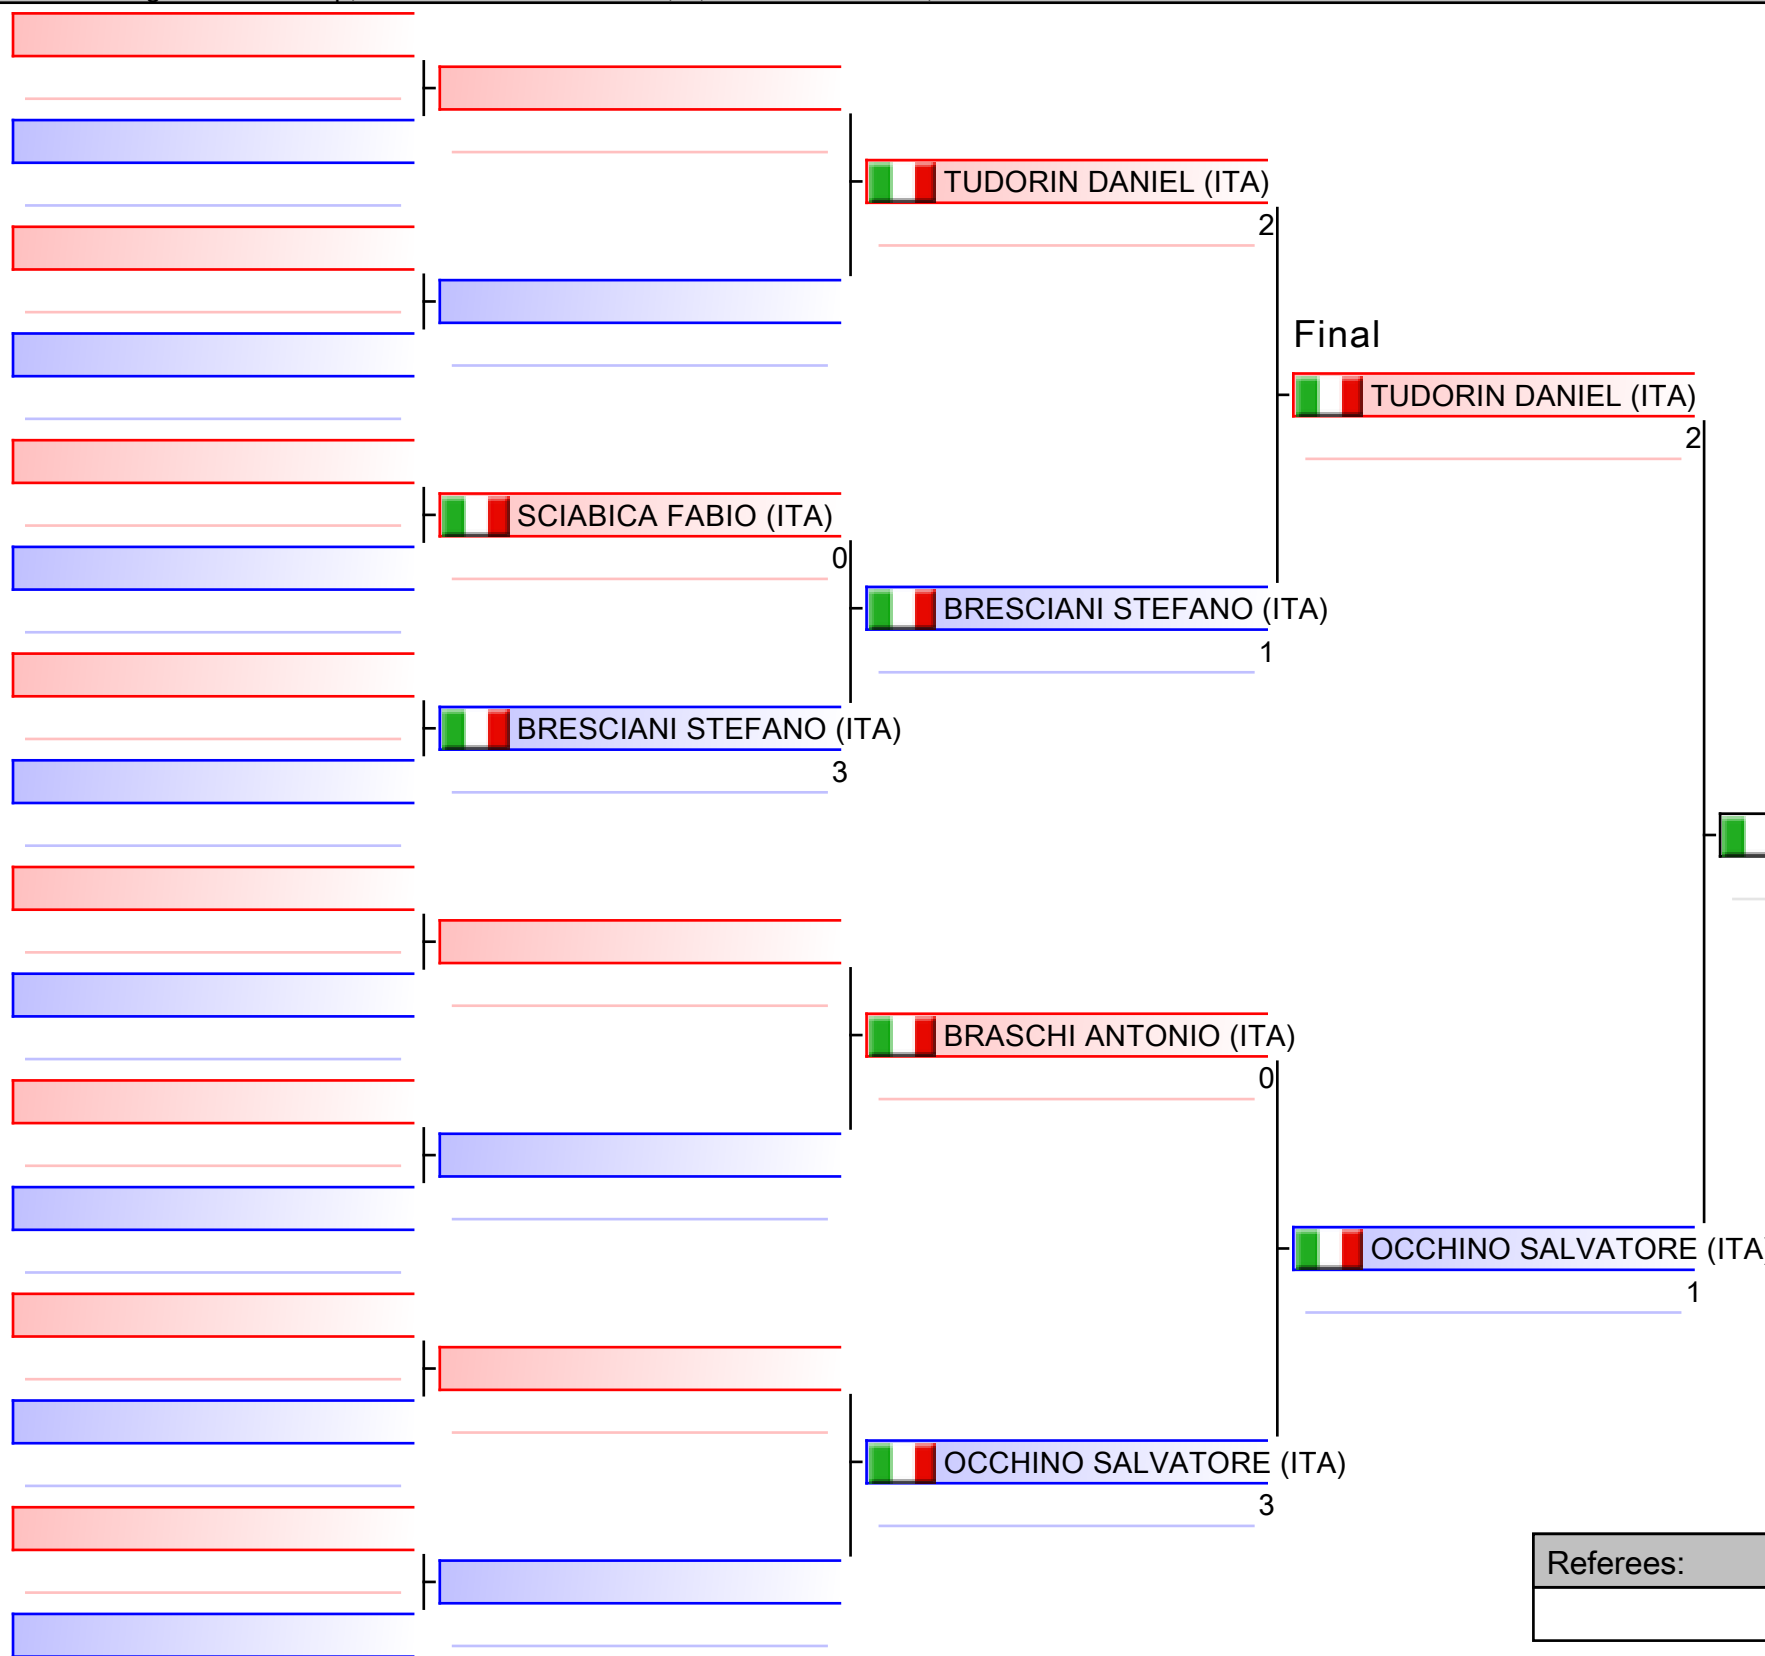 TUDORIN DANIEL (ITA)
2
Final
TUDORIN DANIEL (ITA)
2
SCIABICA FABIO (ITA)
0
BRESCIANI STEFANO (ITA)
1
BRESCIANI STEFANO (ITA)
3
BRASCHI ANTONIO (ITA)
0
OCCHINO SALVATORE (ITA)
1
OCCHINO SALVATORE (ITA)
3
Referees: